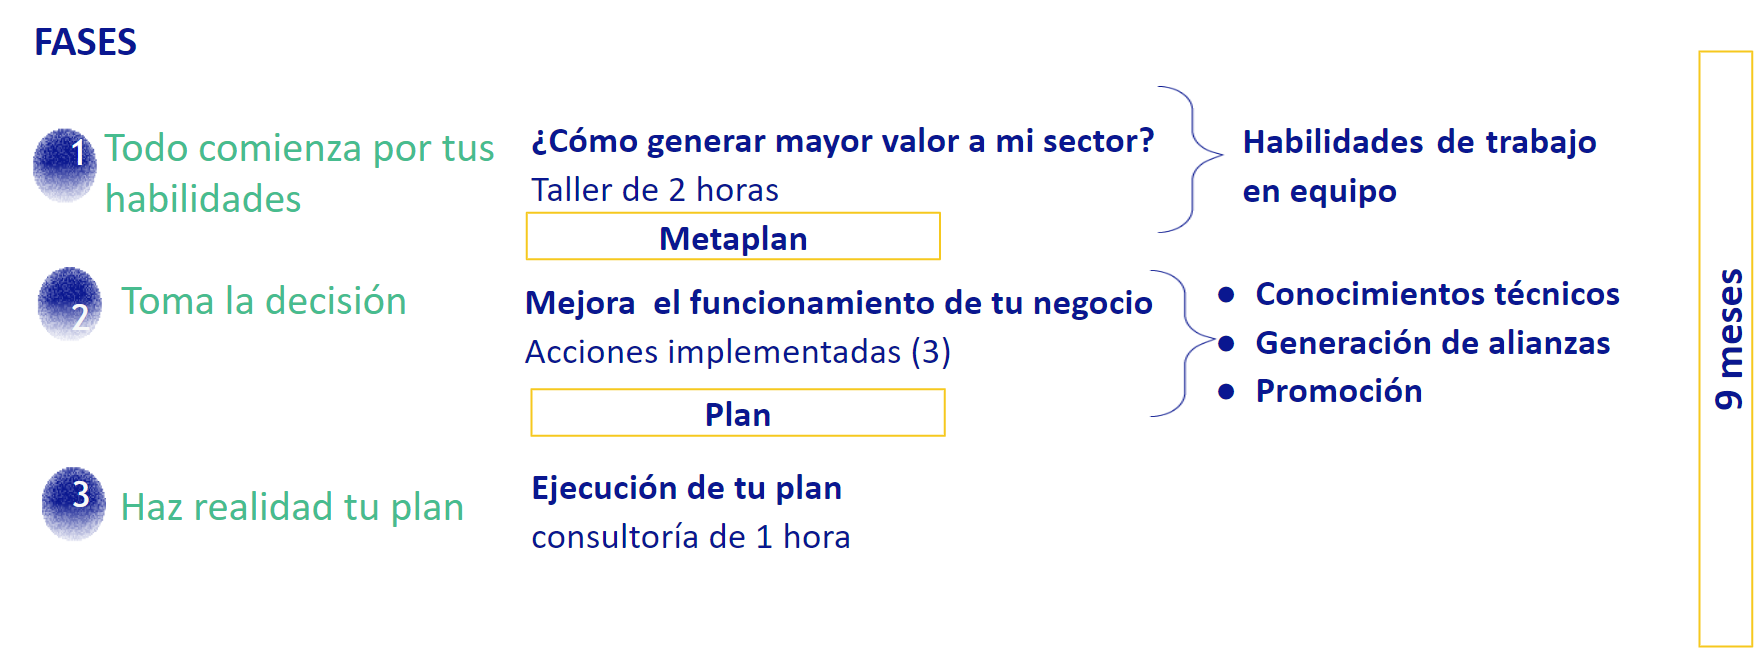 FASES
1
Todo comienza por tus
habilidades
¿Cómo generar mayor valor a mi sector?
Taller de 2 horas
Metaplan
Habilidades de trabajo
en equipo
2
Toma la decisión
Mejora el funcionamiento de tu negocio
Acciones implementadas (3)
Plan
● Conocimientos técnicos
● Generación de alianzas
● Promoción
3
Haz realidad tu plan
Ejecución de tu plan
consultoría de 1 hora
9 meses